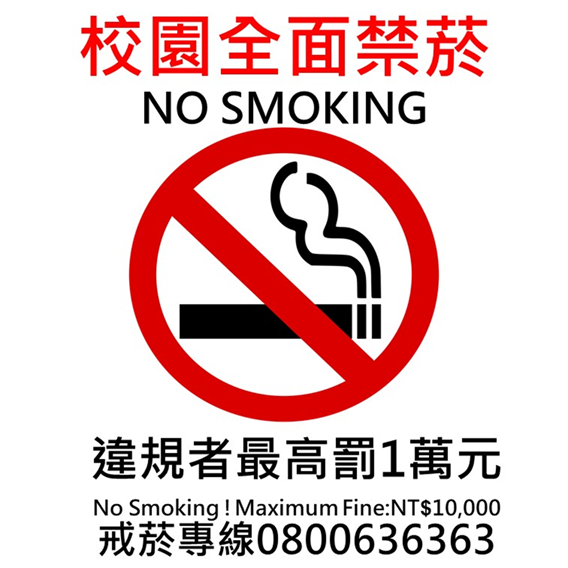 校園全面禁菸
NO SMOKING
違規者最高罰1萬元
No Smoking ! Maximum Fine:NT$10,000
戒菸專線0800636363